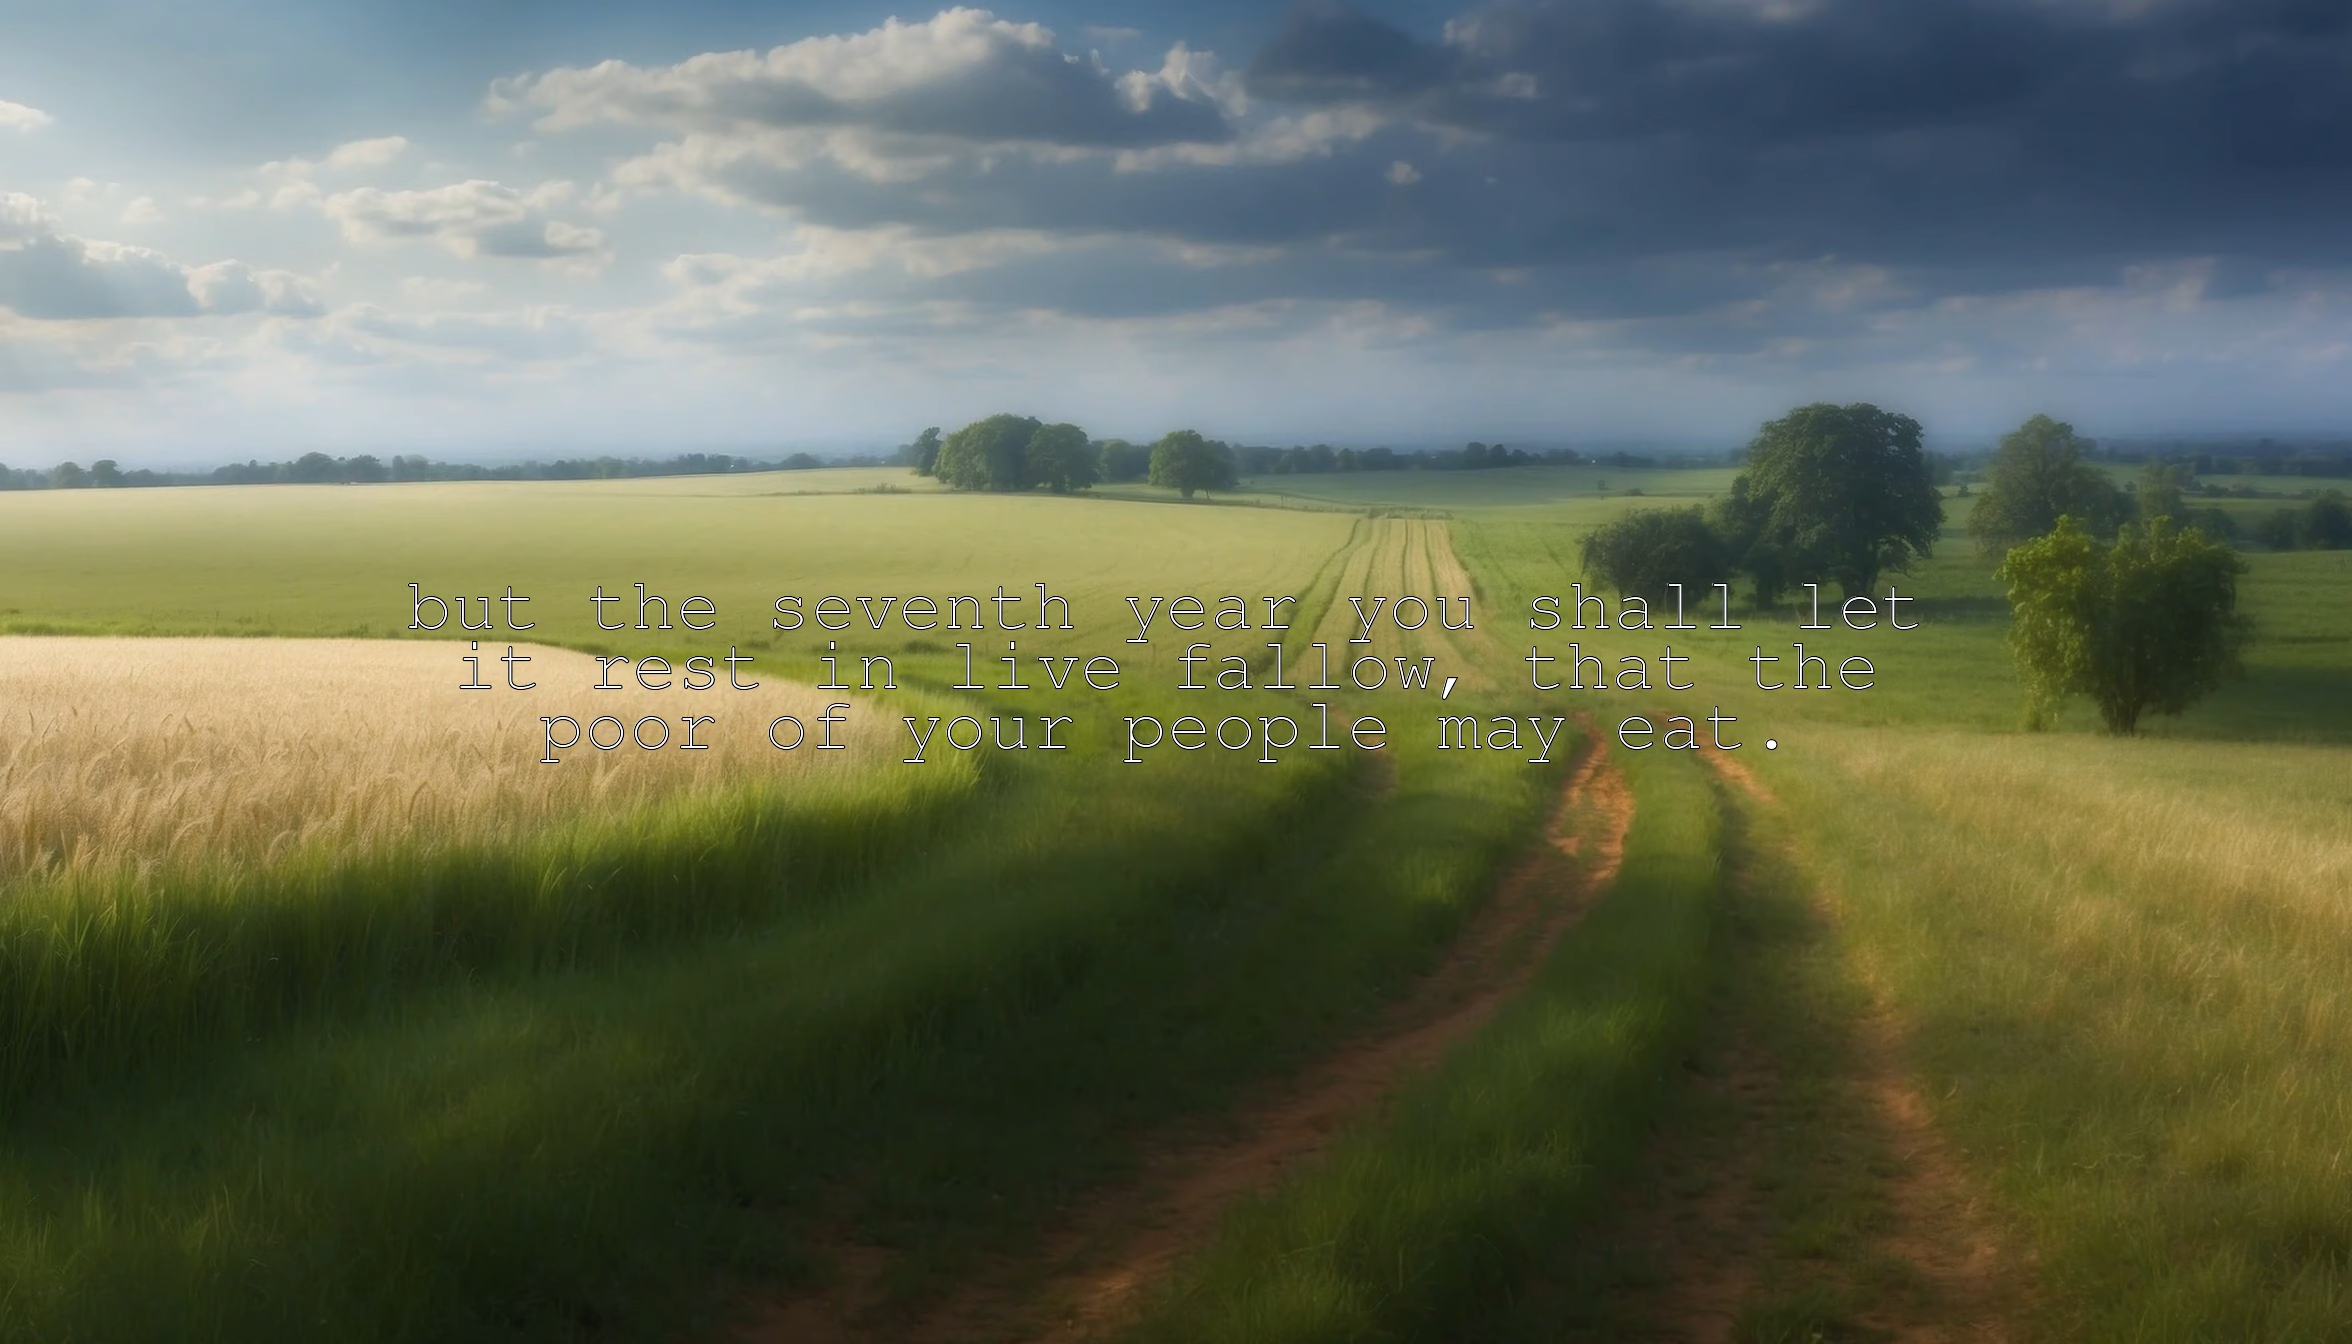 but the seventh year you shall let
it rest in live fallow, that the
poor of your people may eat.